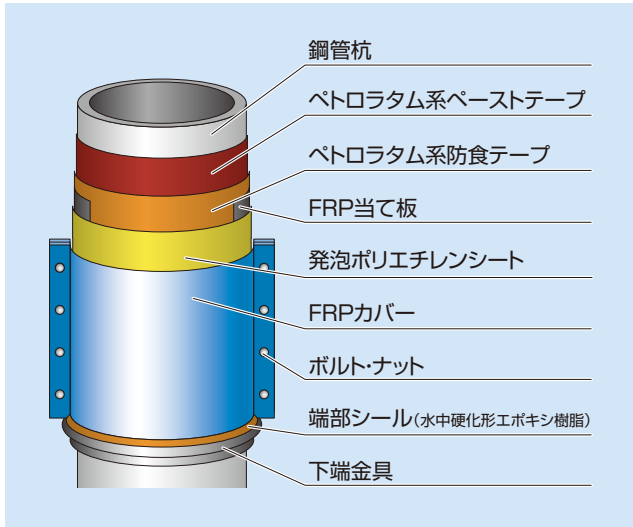 鋼管杭
ペトロラタム系ペーストテープ
ペトロラタム系防食テープ
FRP当て板
発泡ポリエチレンシート
FRPカバー
ボルト・ナット
端部シール(水中硬化形エポキシ樹脂)
下端金具